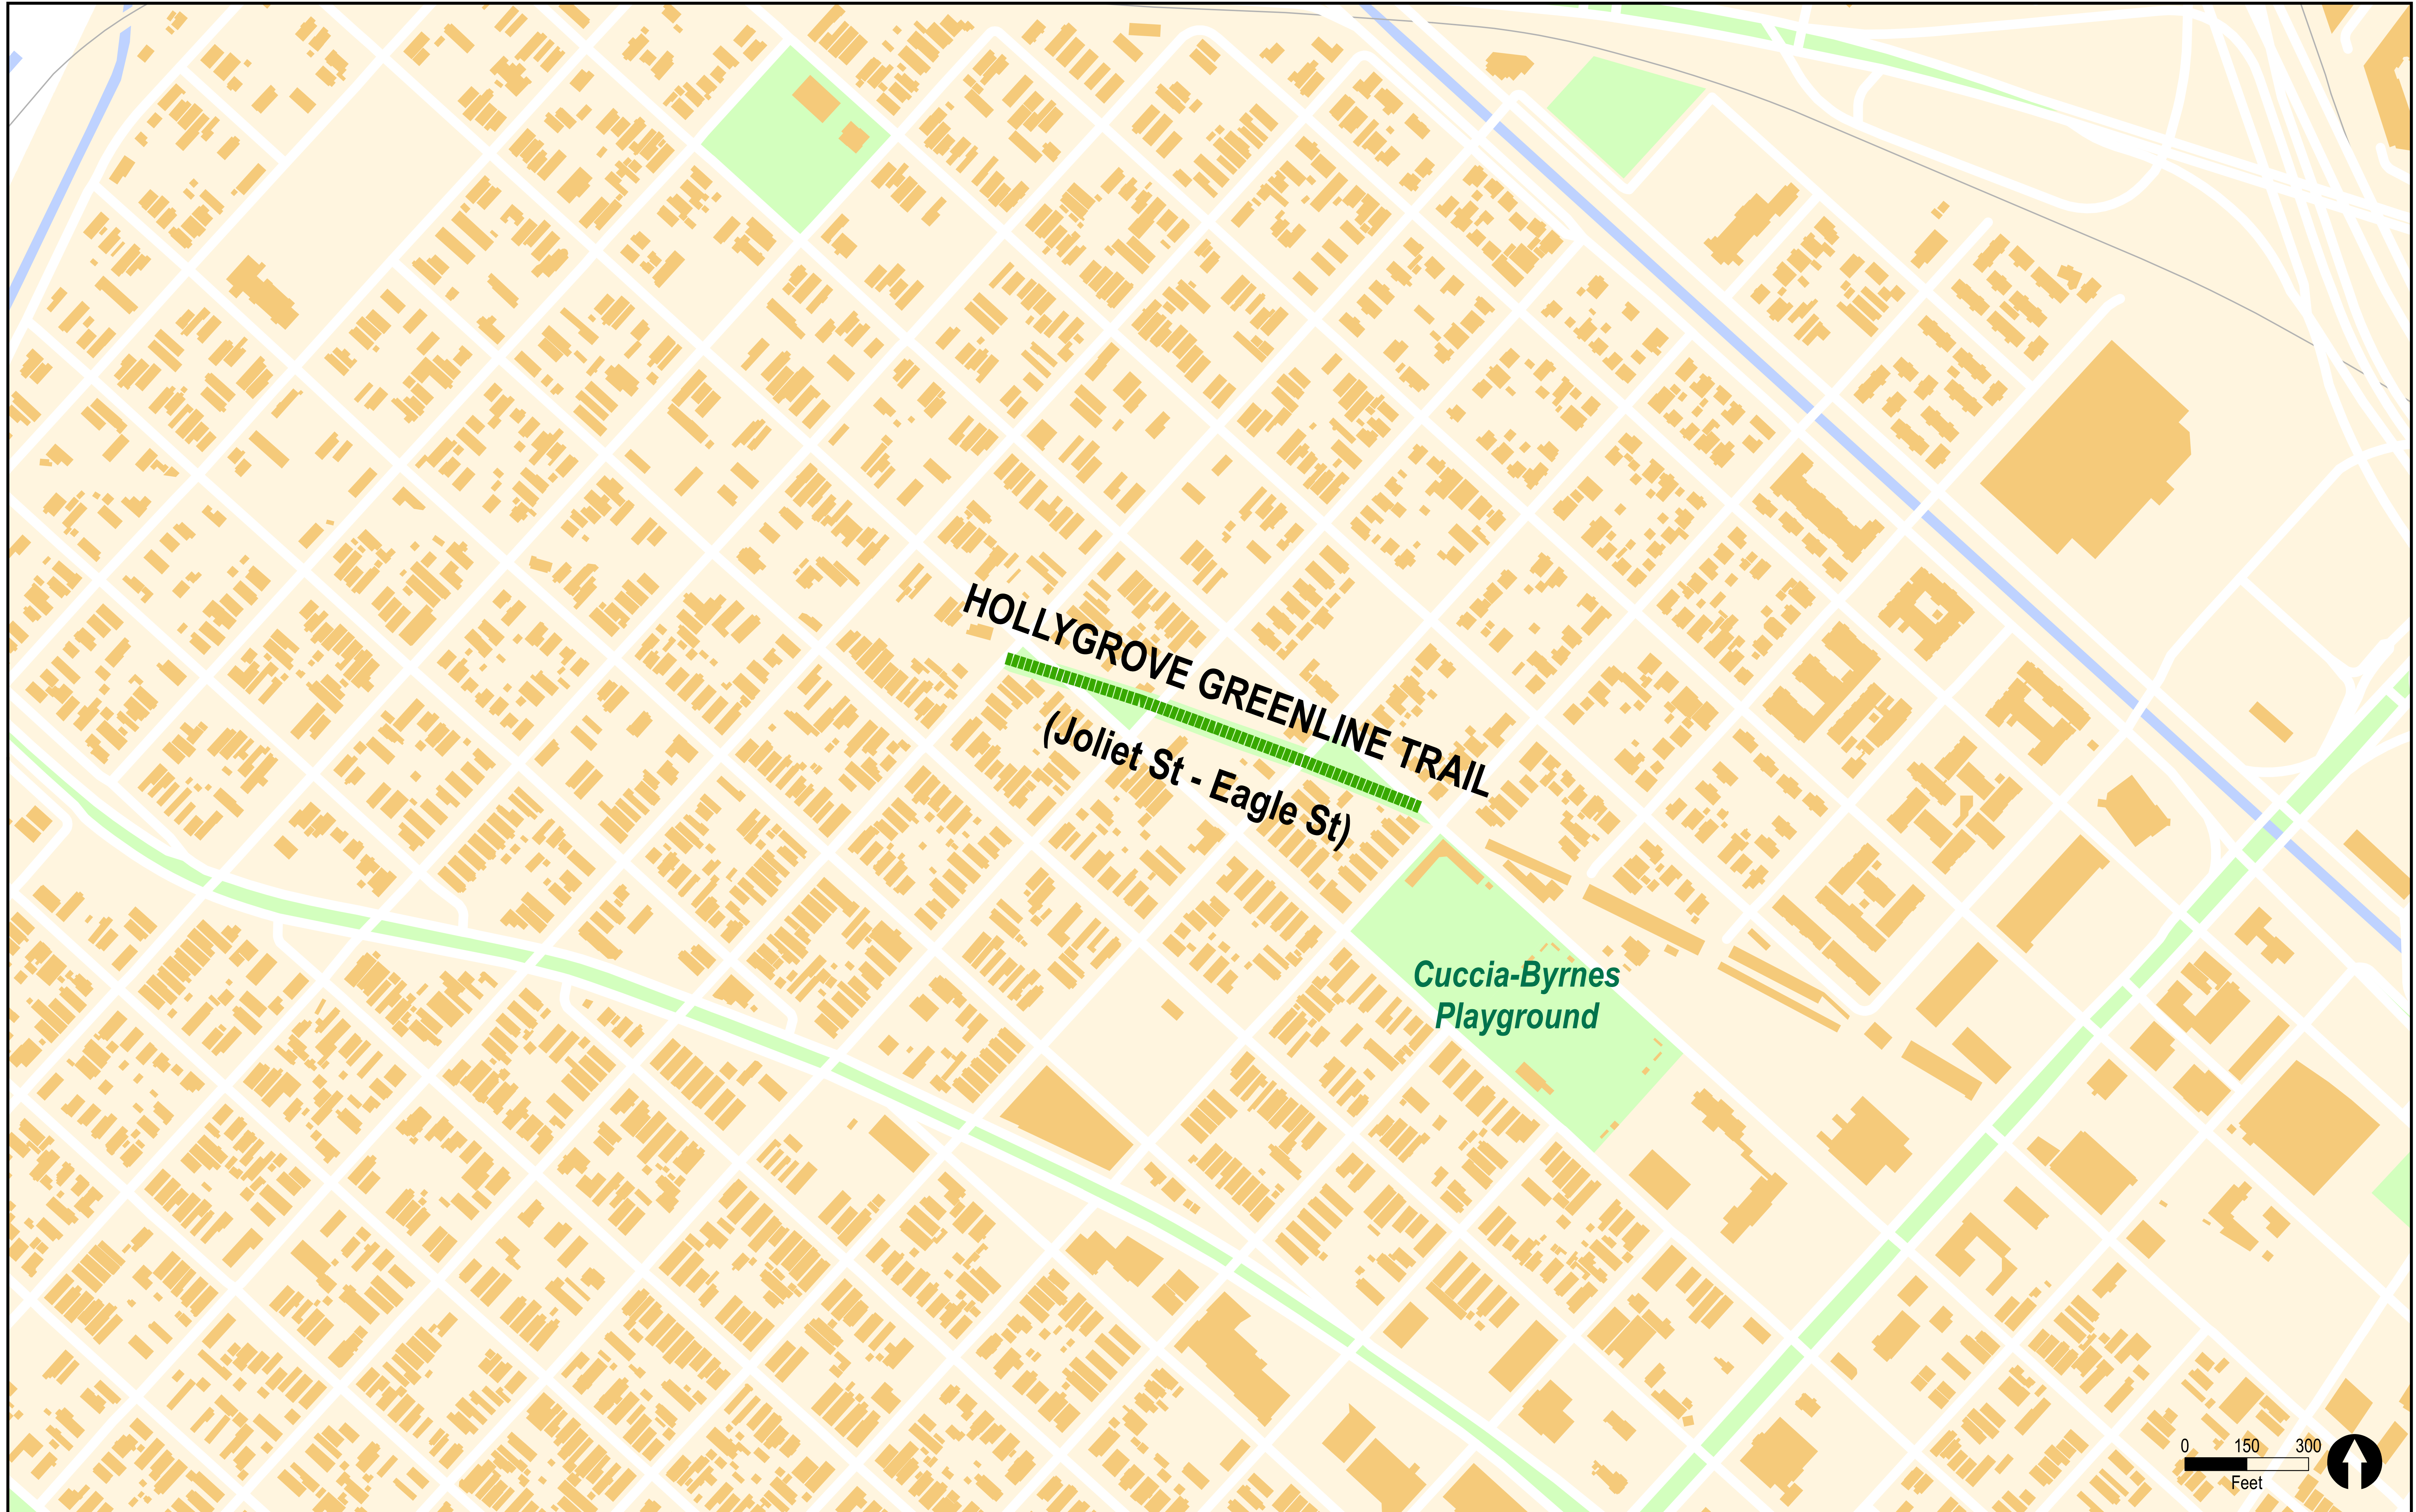 HOLLYGROVE GREENLINE TRAIL
(Joliet St - Eagle St)
Cuccia-Byrnes
Playground
0 150 300
Feet